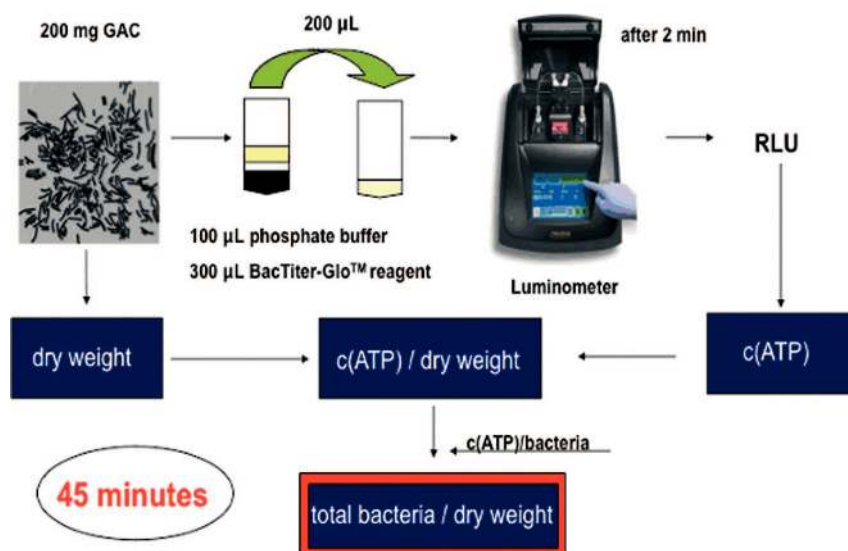 200 mg GAC
200 µL
after 2 min
RLU
100 µL phosphate buffer
300 µL BacTiter-Glo™ reagent
Luminometer
dry weight
c(ATP) / dry weight
c(ATP)
c(ATP)/bacteria
45 minutes
total bacteria / dry weight